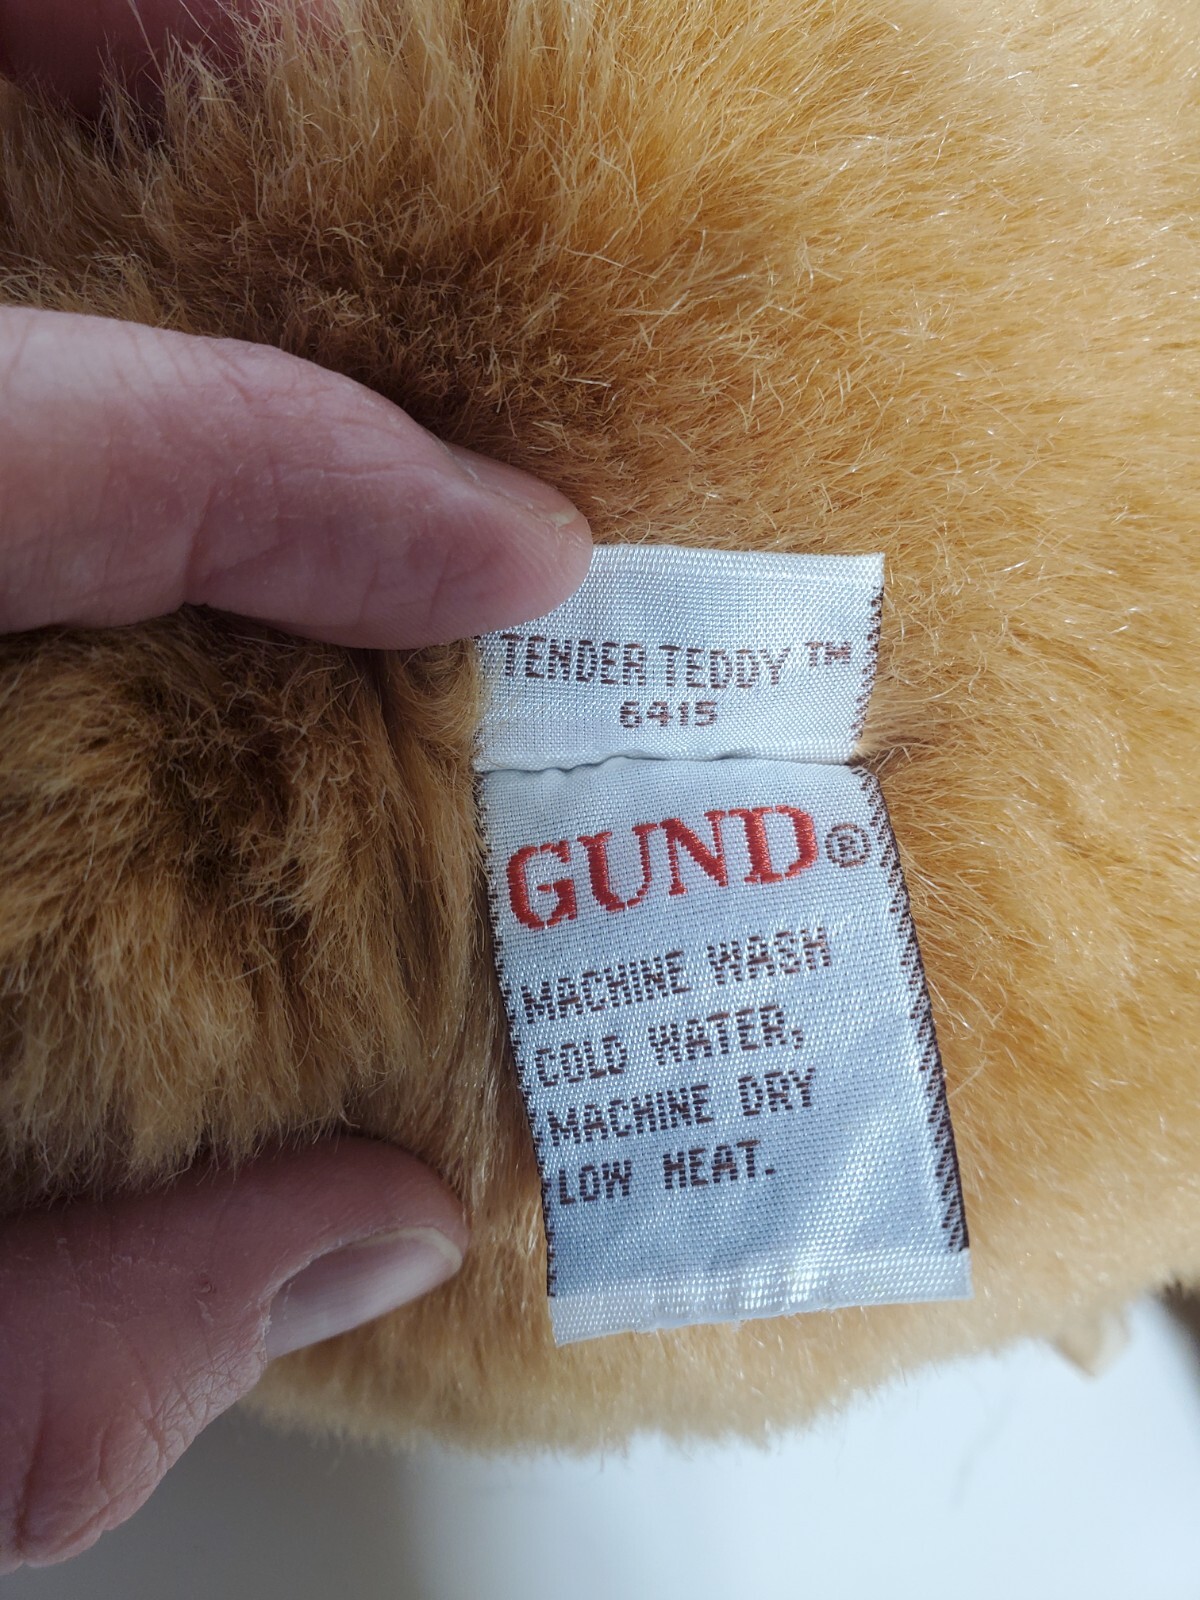 TENDER TEDDY ™
6415
GUND®
MACHINE WASH
COLD WATER,
MACHINE DRY
LOW HEAT.